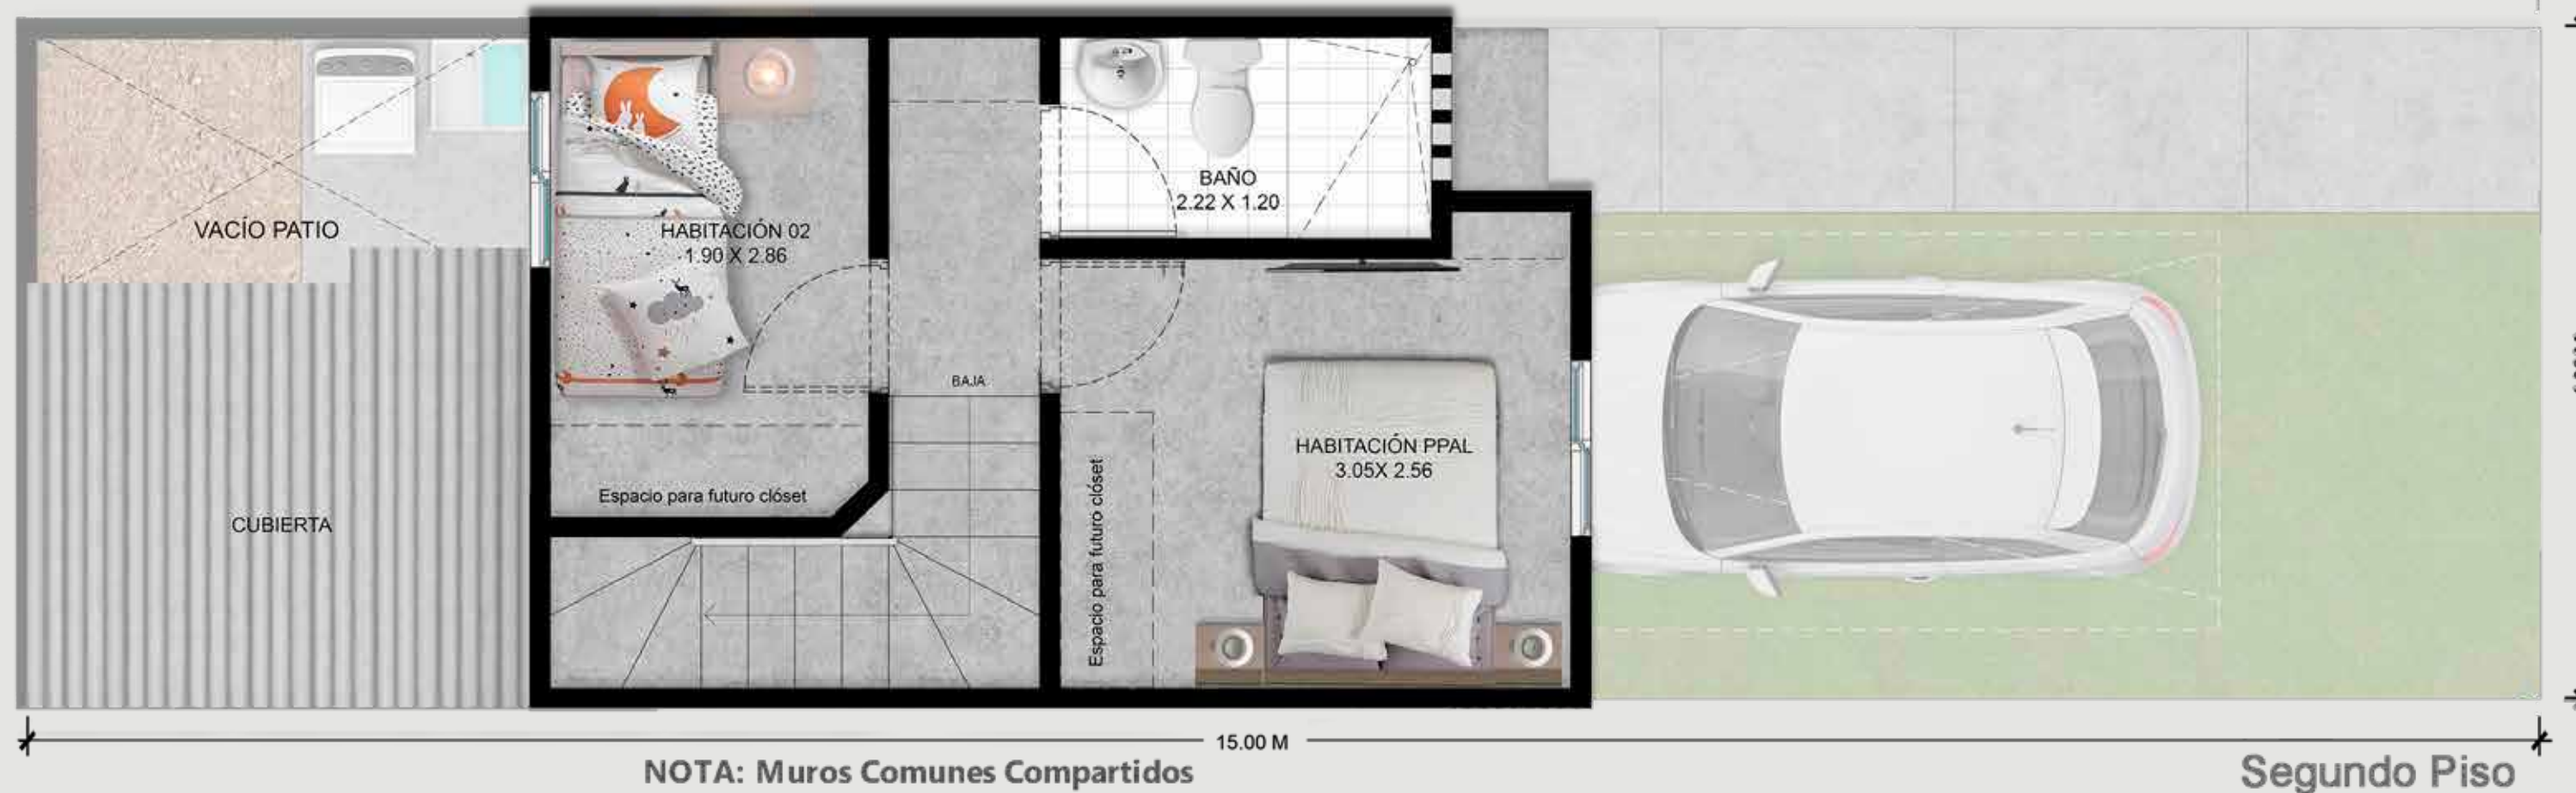 BAÑO
2.22 X 1.20
VACÍO PATIO
HABITACIÓN 02
1.90 X 2.86
BAJA
HABITACIÓN PPAL
3.05X 2.56
Espacio para futuro clóset
Espacio para futuro clóset
CUBIERTA
15.00 M
NOTA: Muros Comunes Compartidos
Segundo Piso